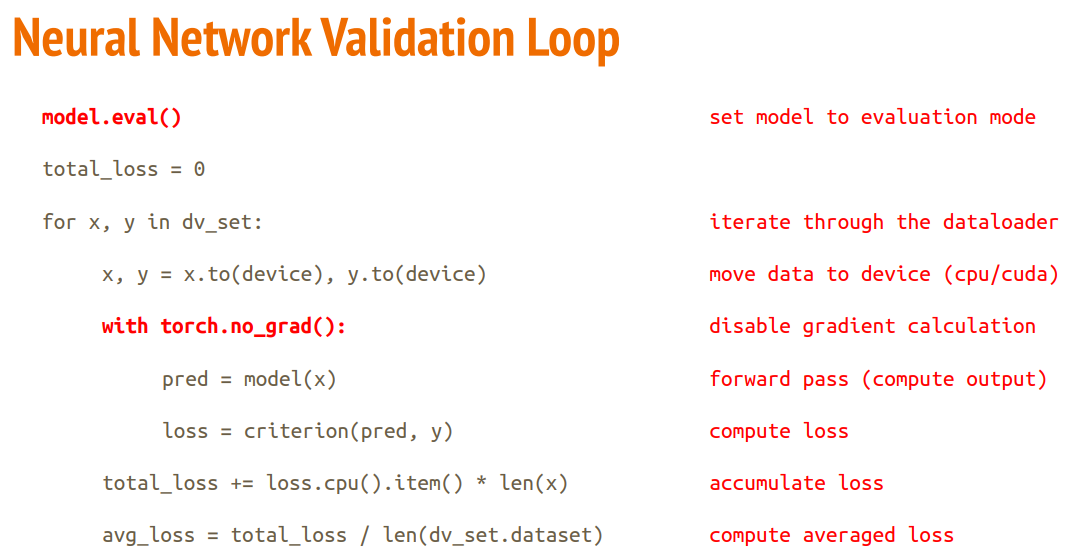 Neural Network Validation Loop
model.eval() set model to evaluation mode
total_loss = 0
for x, y in dv_set: iterate through the dataloader
x, y = x.to(device), y.to(device) move data to device (cpu/cuda)
with torch.no_grad(): disable gradient calculation
pred = model(x) forward pass (compute output)
loss = criterion(pred, y) compute loss
total_loss += loss.cpu().item() * len(x) accumulate loss
avg_loss = total_loss / len(dv_set.dataset) compute averaged loss